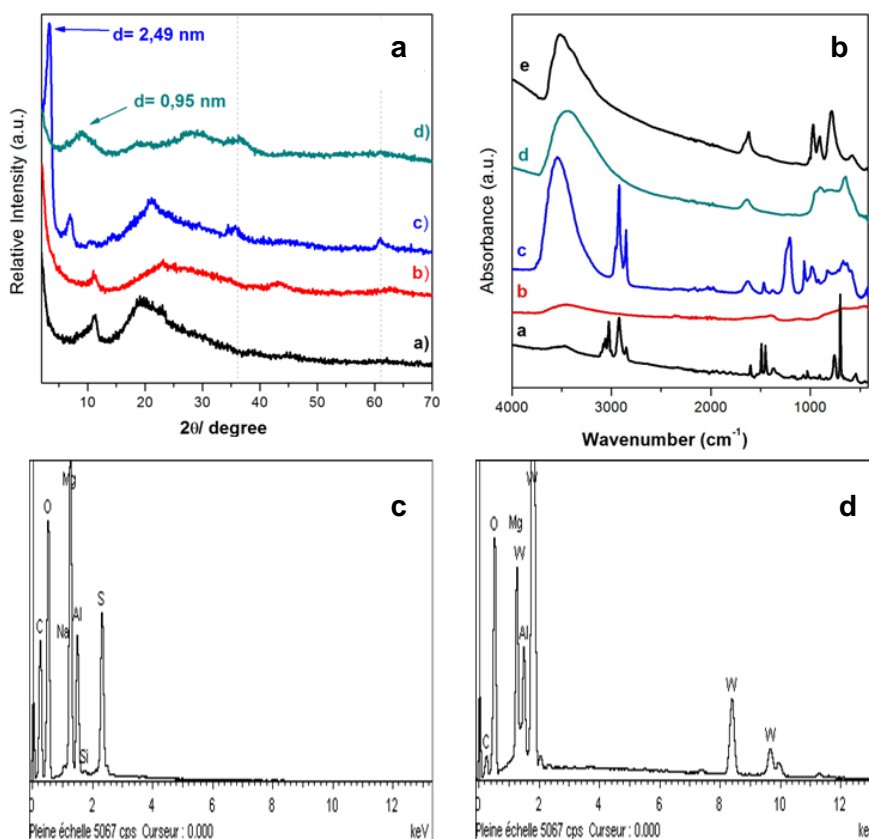 a
d= 2,49 nm
d= 0,95 nm
d)
c)
b)
a)
Relative Intensity (a.u.)
10 20 30 40 50 60 70
2θ/ degree
b
e
d
c
b
a
Absorbance (a.u.)
4000 3000 2000 1000
Wavenumber (cm⁻¹)
c
Mg
O
S
C
Na
Al
Si
0 2 4 6 8 10 12
Pleine échelle 5067 cps Curseur : 0.000 keV
d
W
O
Mg
W
Al
C
W
W
0 2 4 6 8 10 12
Pleine échelle 5067 cps Curseur : 0.000 keV